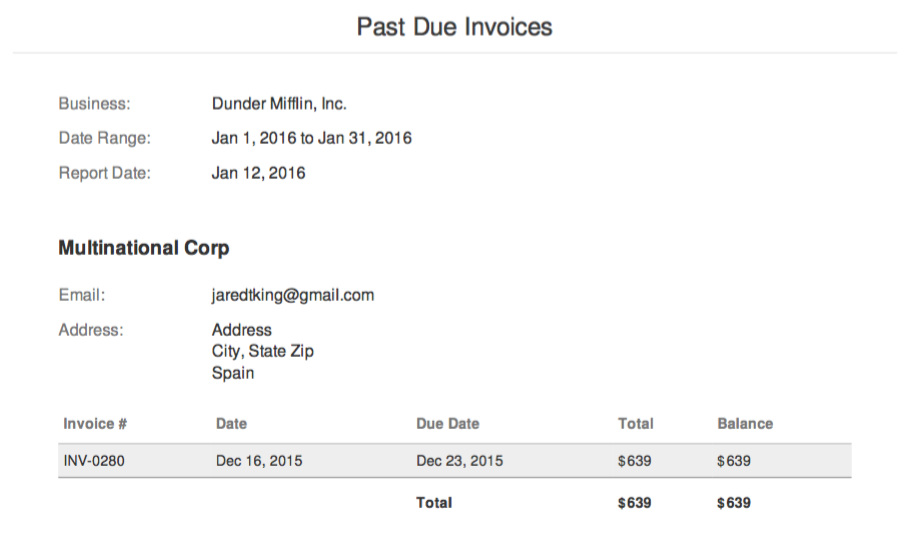 Past Due Invoices
Business: Dunder Mifflin, Inc.
Date Range: Jan 1, 2016 to Jan 31, 2016
Report Date: Jan 12, 2016
Multinational Corp
Email: jaredtking@gmail.com
Address: Address
City, State Zip
Spain
Invoice # Date Due Date Total Balance
INV-0280 Dec 16, 2015 Dec 23, 2015 $639 $639
Total $639 $639